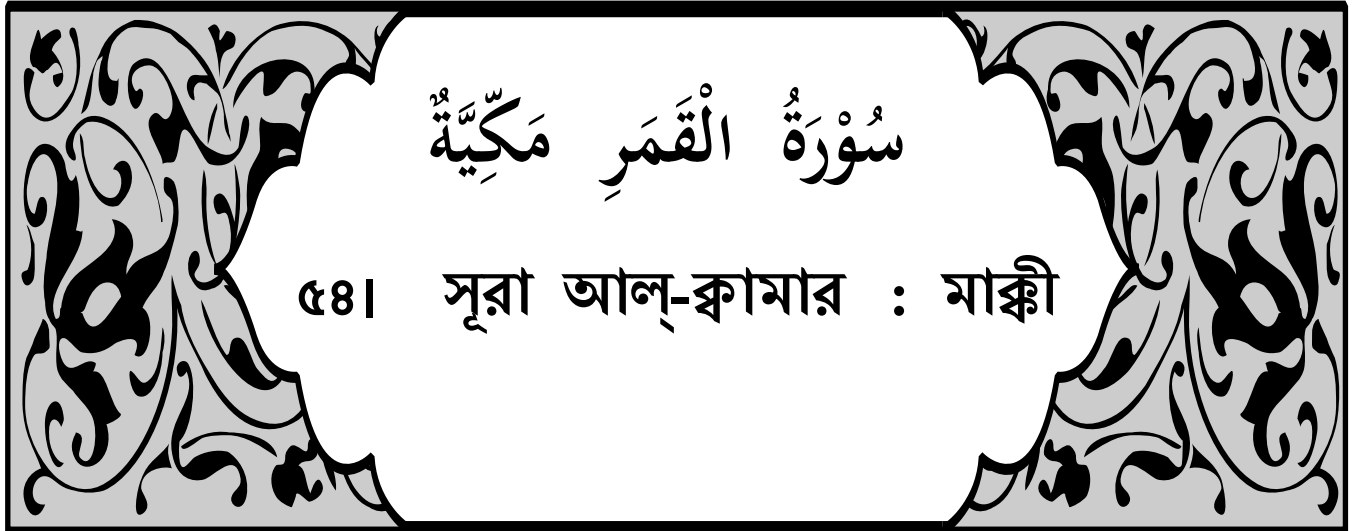 سُوْرَةُ الْقَمَرِ مَكِّيَّةٌ
৫৪। সূরা আল্-ক্বামার : মাক্কী